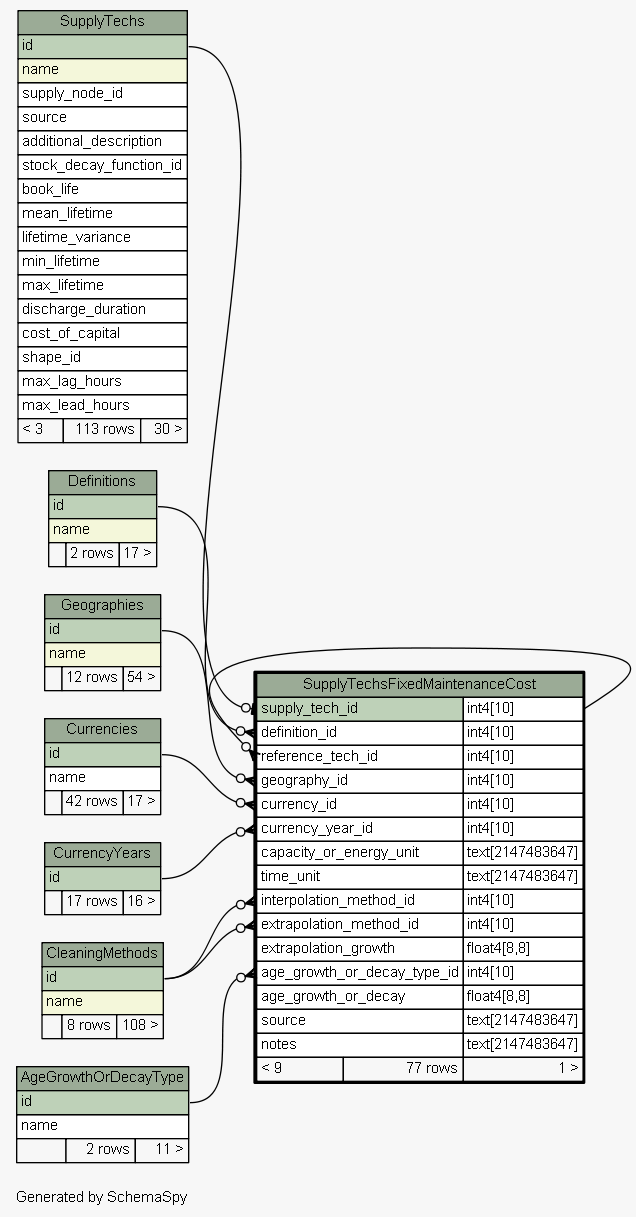 SupplyTechs
id
name
supply_node_id
source
additional_description
stock_decay_function_id
book_life
mean_lifetime
lifetime_variance
min_lifetime
max_lifetime
discharge_duration
cost_of_capital
shape_id
max_lag_hours
max_lead_hours
< 3 113 rows 30 >
Definitions
id
name
2 rows 17 >
Geographies
id
name
12 rows 54 >
Currencies
id
name
42 rows 17 >
CurrencyYears
id
17 rows 16 >
CleaningMethods
id
name
8 rows 108 >
AgeGrowthOrDecayType
id
name
2 rows 11 >
SupplyTechsFixedMaintenanceCost
supply_tech_id int4[10]
definition_id int4[10]
reference_tech_id int4[10]
geography_id int4[10]
currency_id int4[10]
currency_year_id int4[10]
capacity_or_energy_unit text[2147483647]
time_unit text[2147483647]
interpolation_method_id int4[10]
extrapolation_method_id int4[10]
extrapolation_growth float4[8,8]
age_growth_or_decay_type_id int4[10]
age_growth_or_decay float4[8,8]
source text[2147483647]
notes text[2147483647]
< 9 77 rows 1 >
Generated by SchemaSpy